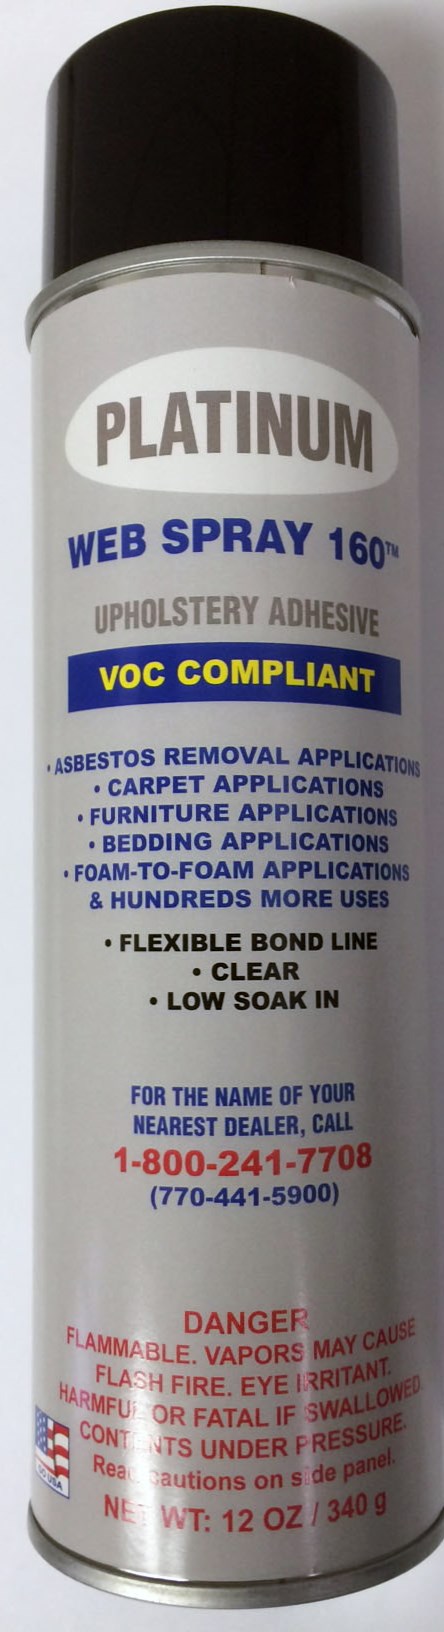 PLATINUM
WEB SPRAY 160™
UPHOLSTERY ADHESIVE
VOC COMPLIANT
• ASBESTOS REMOVAL APPLICATIONS
• CARPET APPLICATIONS
• FURNITURE APPLICATIONS
• BEDDING APPLICATIONS
• FOAM-TO-FOAM APPLICATIONS
& HUNDREDS MORE USES
• FLEXIBLE BOND LINE
• CLEAR
• LOW SOAK IN
FOR THE NAME OF YOUR
NEAREST DEALER, CALL
1-800-241-7708
(770-441-5900)
DANGER
FLAMMABLE. VAPORS MAY CAUSE
FLASH FIRE. EYE IRRITANT.
HARMFUL OR FATAL IF SWALLOWED.
CONTENTS UNDER PRESSURE.
Read cautions on side panel.
NET WT: 12 OZ / 340 g
USA